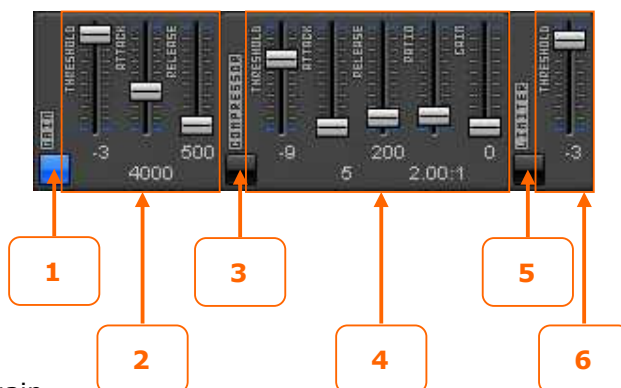 GAIN
THRESHOLD
ATTACK
RELEASE
COMPRESSOR
THRESHOLD
ATTACK
RELEASE
RATIO
GAIN
LIMITER
THRESHOLD
-3 500 -9 200 0 -3
4000 5 2.00:1
1 3 5
2 4 6